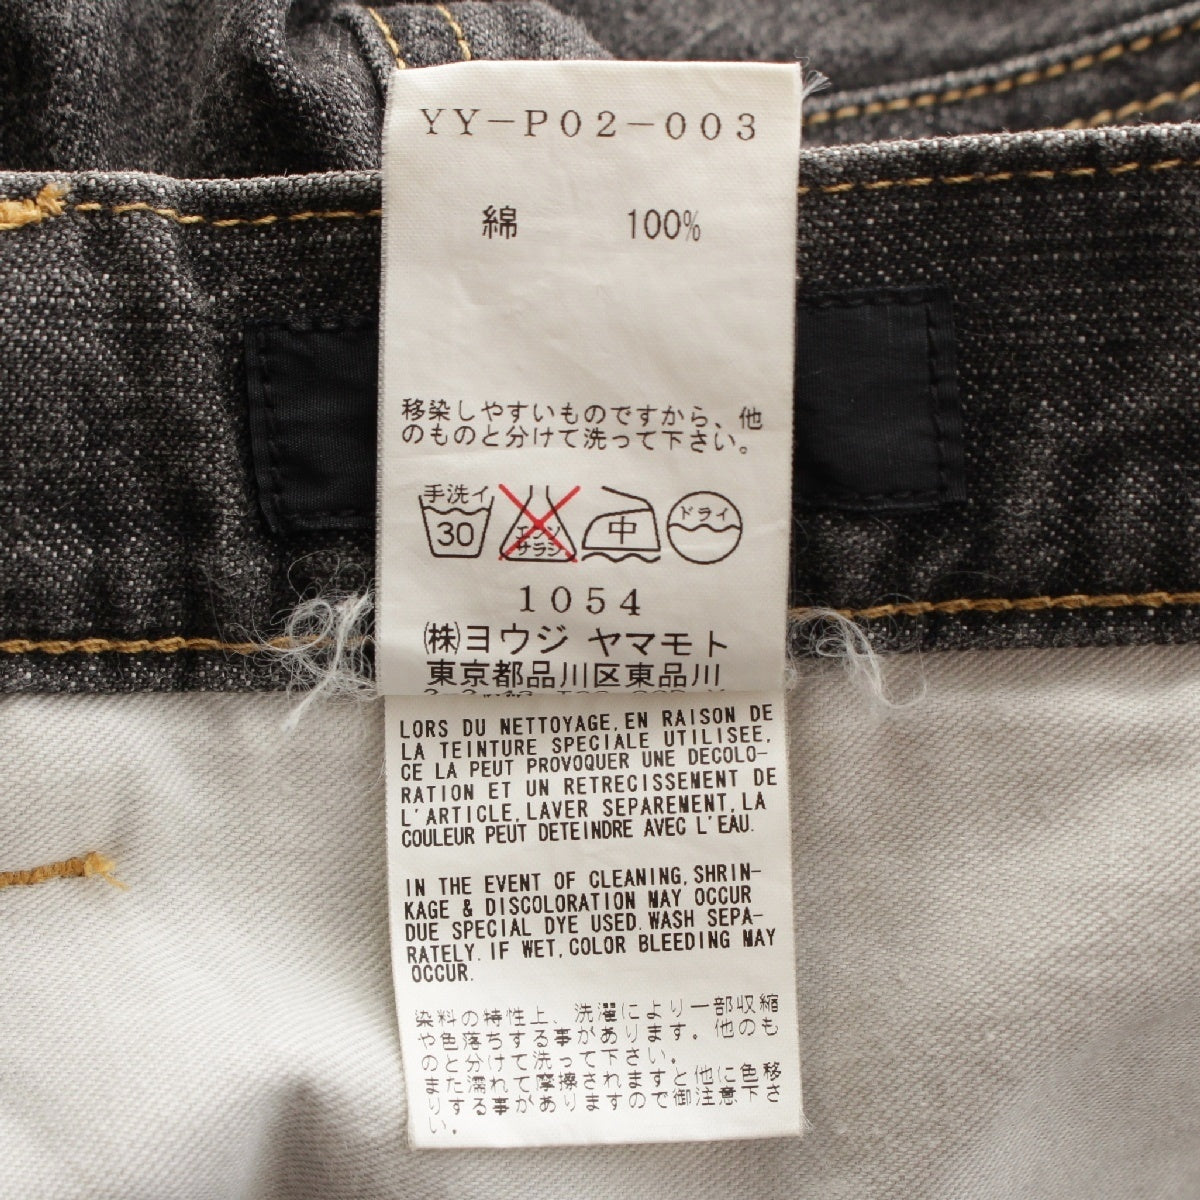 YY-P02-003
綿 100%
移染しやすいものですから、他
のものと分けて洗って下さい。
手洗イ
30
エンソ
サラシ
中
ドライ
1054
㈱ヨウジ ヤマモト
東京都品川区東品川
LORS DU NETTOYAGE, EN RAISON DE
LA TEINTURE SPECIALE UTILISEE,
CE LA PEUT PROVOQUER UNE DECOLO-
RATION ET UN RETRECISSEMENT DE
L'ARTICLE, LAVER SEPAREMENT, LA
COULEUR PEUT DETEINDRE AVEC L'EAU.
IN THE EVENT OF CLEANING, SHRIN-
KAGE & DISCOLORATION MAY OCCUR
DUE SPECIAL DYE USED. WASH SEPA-
RATELY. IF WET, COLOR BLEEDING MAY
OCCUR.
染料の特性上、洗濯により一部収縮
や色落ちする事があります。他のも
のと分けて洗って下さい。
また濡れて摩擦されますと他に色移
りする事がありますので御注意下さ
い。